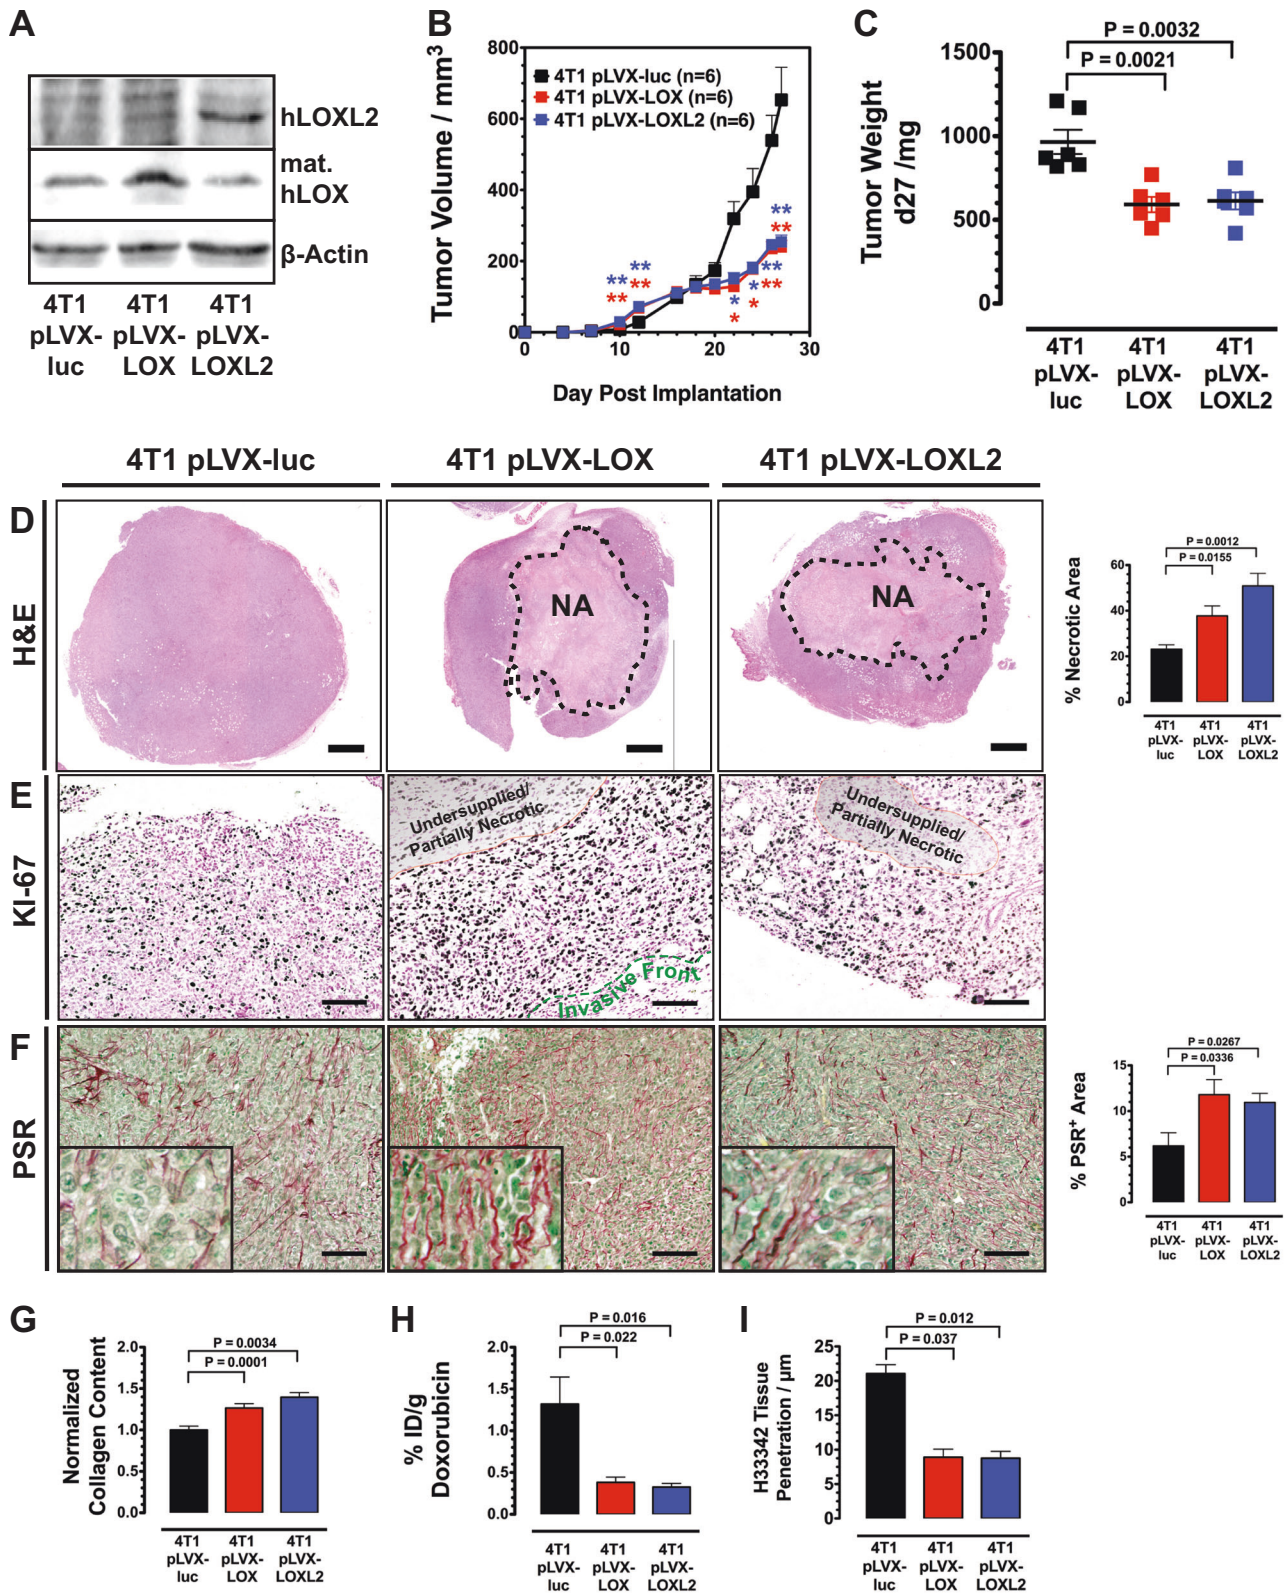 A
hLOXL2
mat.
hLOX
β-Actin
4T1
pLVX-
luc
4T1
pLVX-
LOX
4T1
pLVX-
LOXL2
B
Tumor Volume / mm³
800
600
400
200
0
4T1 pLVX-luc (n=6)
4T1 pLVX-LOX (n=6)
4T1 pLVX-LOXL2 (n=6)
**
**
**
**
*
*
*
*
**
**
**
**
0
10
20
30
Day Post Implantation
C
Tumor Weight
d27 /mg
1500
1000
500
0
P = 0.0032
P = 0.0021
4T1
pLVX-
luc
4T1
pLVX-
LOX
4T1
pLVX-
LOXL2
4T1 pLVX-luc
4T1 pLVX-LOX
4T1 pLVX-LOXL2
D
H&E
NA
NA
% Necrotic Area
60
40
20
0
P = 0.0012
P = 0.0155
4T1
pLVX-
luc
4T1
pLVX-
LOX
4T1
pLVX-
LOXL2
E
KI-67
Undersupplied/
Partially Necrotic
Invasive Front
Undersupplied/
Partially Necrotic
F
PSR
% PSR⁺ Area
15
10
5
0
P = 0.0267
P = 0.0336
4T1
pLVX-
luc
4T1
pLVX-
LOX
4T1
pLVX-
LOXL2
G
Normalized
Collagen Content
2.0
1.5
1.0
0.5
0.0
P = 0.0034
P = 0.0001
4T1
pLVX-
luc
4T1
pLVX-
LOX
4T1
pLVX-
LOXL2
H
% ID/g
Doxorubicin
2.0
1.5
1.0
0.5
0.0
P = 0.016
P = 0.022
4T1
pLVX-
luc
4T1
pLVX-
LOX
4T1
pLVX-
LOXL2
I
H33342 Tissue
Penetration / µm
25
20
15
10
5
0
P = 0.012
P = 0.037
4T1
pLVX-
luc
4T1
pLVX-
LOX
4T1
pLVX-
LOXL2